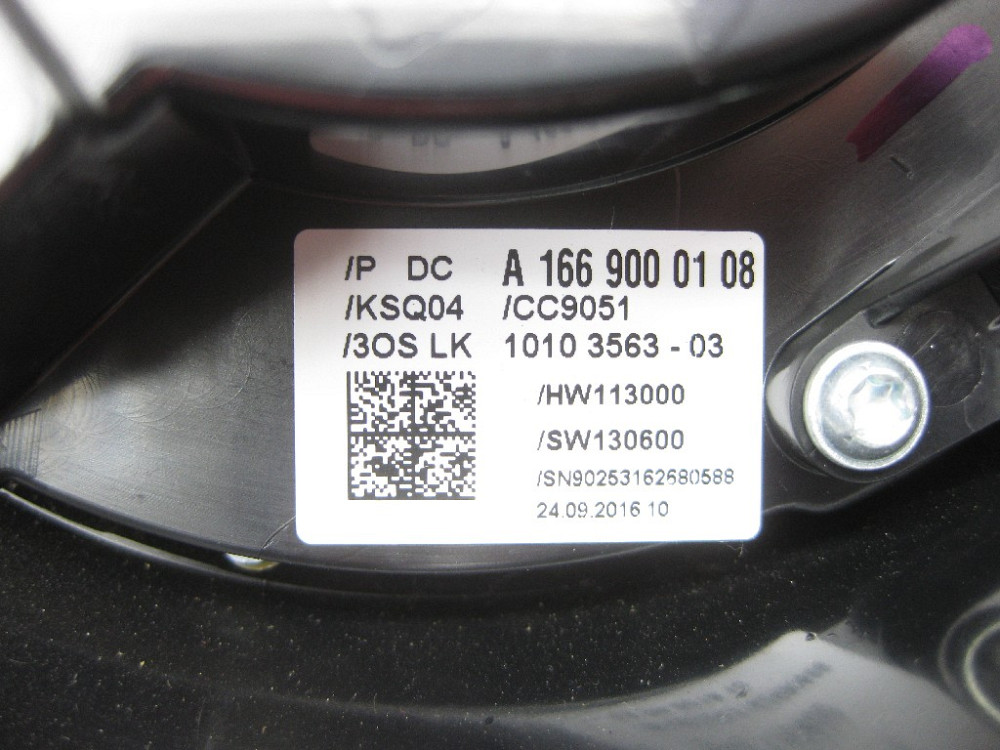 /P DC A 166 900 01 08
/KSQ04 /CC9051
/3OS LK 1010 3563 - 03
/HW113000
/SW130600
/SN90253162680588
24.09.2016 10